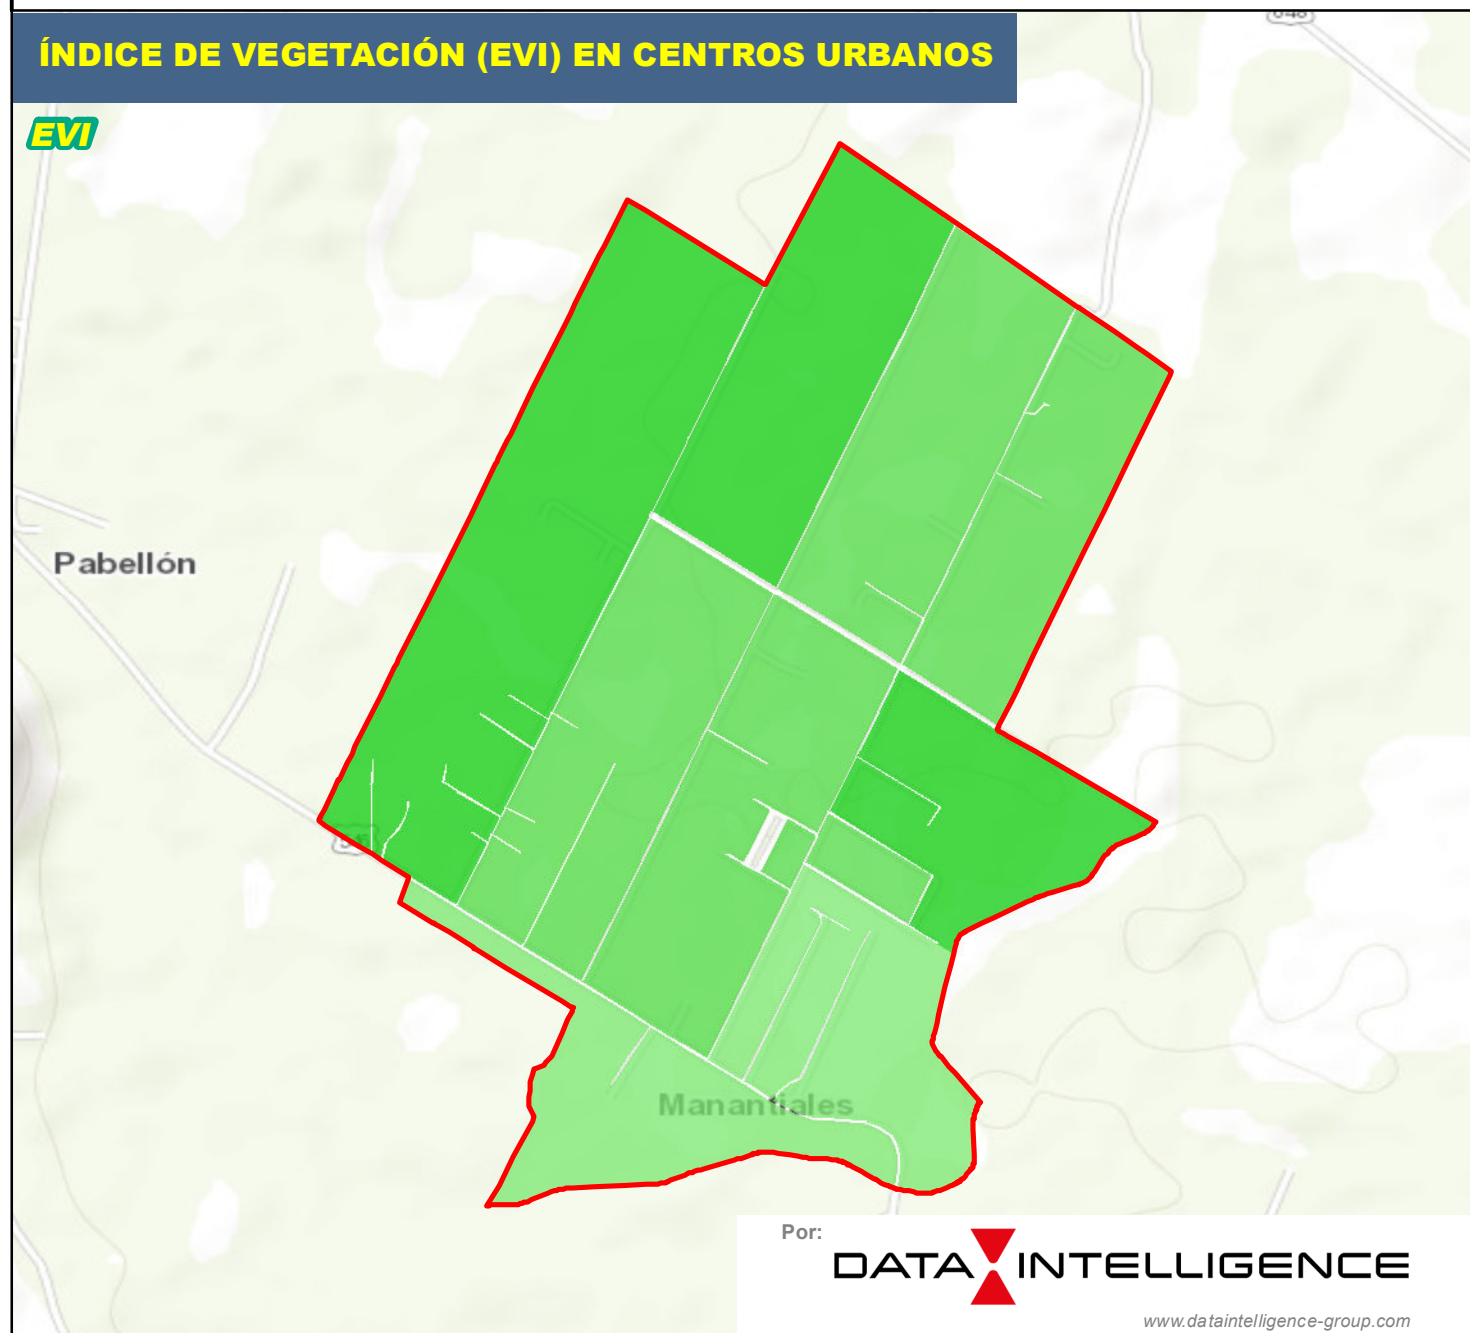 ÍNDICE DE VEGETACIÓN (EVI) EN CENTROS URBANOS
EVI
Pabellón
Manantiales
Por:
DATA INTELLIGENCE
www.dataintelligence-group.com